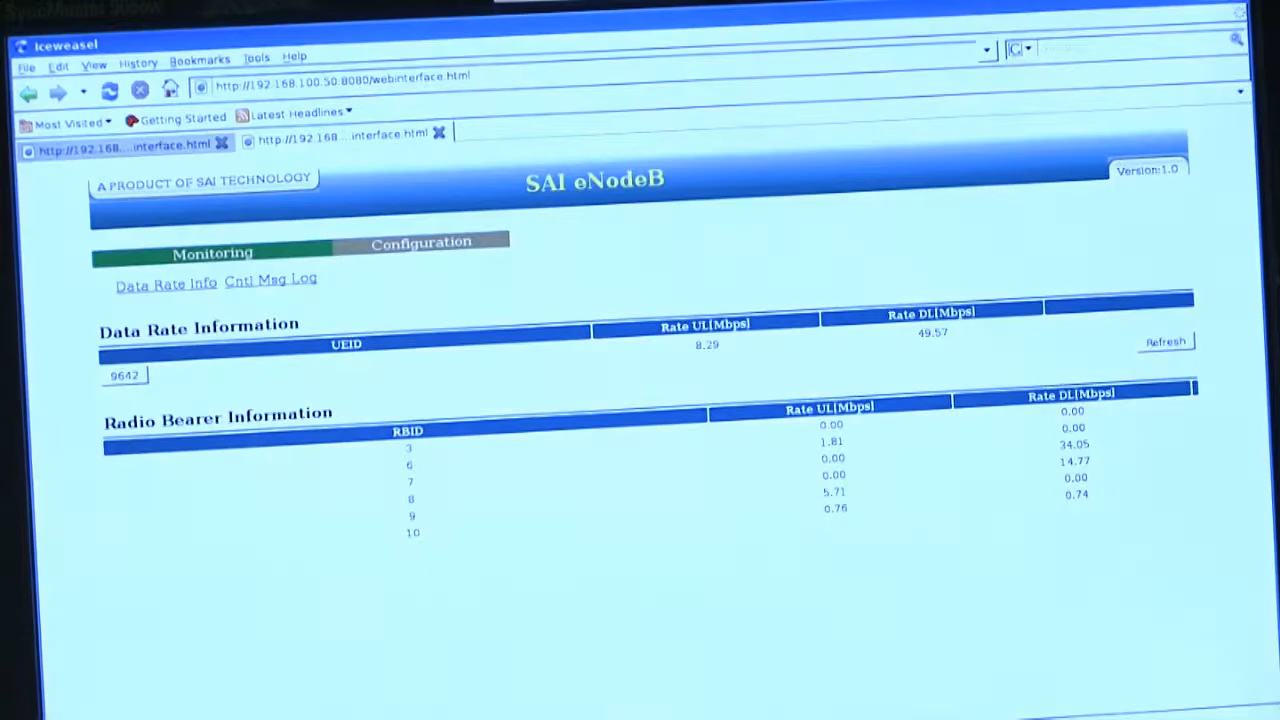 Iceweasel
File Edit View History Bookmarks Tools Help
http://192.168.100.50:8080/webinterface.html
Most Visited Getting Started Latest Headlines
http://192.168....interface.html http://192.168....interface.html
A PRODUCT OF SAI TECHNOLOGY SAI eNodeB Version:1.0
Monitoring Configuration
Data Rate Info Cntl Msg Log
Data Rate Information
UEID Rate UL[Mbps] Rate DL[Mbps]
9642 8.29 49.57 Refresh
Radio Bearer Information
RBID Rate UL[Mbps] Rate DL[Mbps]
3 0.00 0.00
6 1.81 0.00
7 0.00 34.05
8 0.00 14.77
9 5.71 0.00
10 0.76 0.74